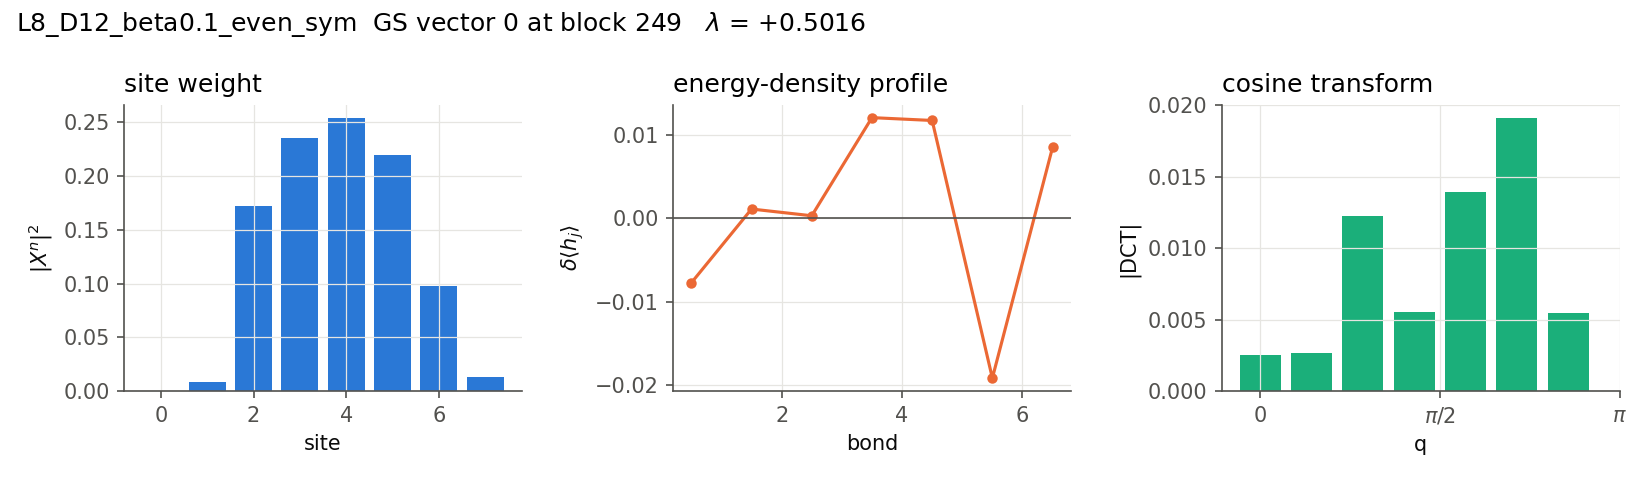 L8_D12_beta0.1_even_sym  GS vector 0 at block 249   λ = +0.5016
site weight
|Xⁿ|²
0.25
0.20
0.15
0.10
0.05
0.00
0 2 4 6
site
energy-density profile
δ⟨h_j⟩
0.01
0.00
−0.01
−0.02
2 4 6
bond
cosine transform
|DCT|
0.020
0.015
0.010
0.005
0.000
0 π/2 π
q